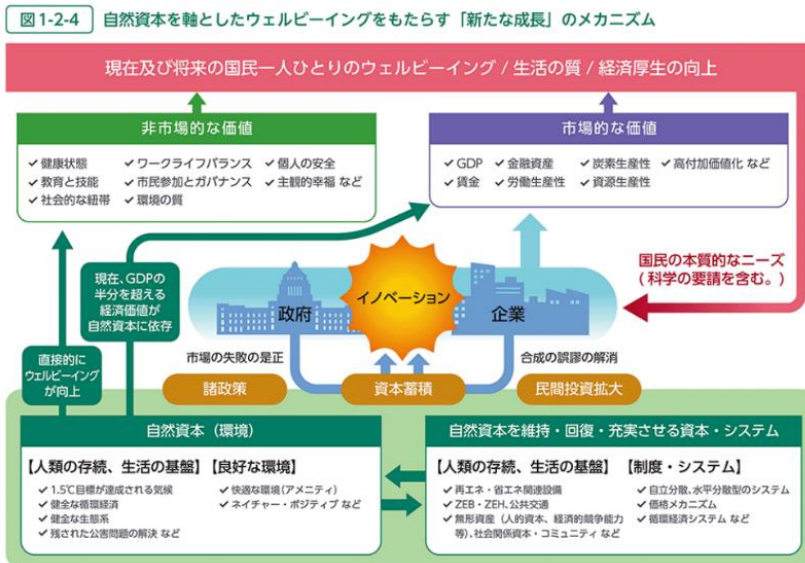 図1-2-4 自然資本を軸としたウェルビーイングをもたらす「新たな成長」のメカニズム
現在及び将来の国民一人ひとりのウェルビーイング / 生活の質 / 経済厚生の向上
非市場的な価値
✓健康状態 ✓ワークライフバランス ✓個人の安全
✓教育と技能 ✓市民参加とガバナンス ✓主観的幸福 など
✓社会的な紐帯 ✓環境の質
市場的な価値
✓GDP ✓金融資産 ✓炭素生産性 ✓高付加価値化 など
✓賃金 ✓労働生産性 ✓資源生産性
現在、GDPの
半分を超える
経済価値が
自然資本に依存
直接的に
ウェルビーイング
が向上
政府
イノベーション
企業
国民の本質的なニーズ
(科学の要請を含む。)
市場の失敗の是正
合成の誤謬の解消
諸政策
資本蓄積
民間投資拡大
自然資本（環境）
【人類の存続、生活の基盤】【良好な環境】
✓1.5℃目標が達成される気候 ✓快適な環境(アメニティ)
✓健全な循環経済 ✓ネイチャー・ポジティブ など
✓健全な生態系
✓残された公害問題の解決 など
自然資本を維持・回復・充実させる資本・システム
【人類の存続、生活の基盤】【制度・システム】
✓再エネ・省エネ関連設備 ✓自立分散、水平分散型のシステム
✓ZEB・ZEH、公共交通 ✓価格メカニズム
✓無形資産（人的資本、経済的競争能力 ✓循環経済システム など
等）、社会関係資本・コミュニティ など